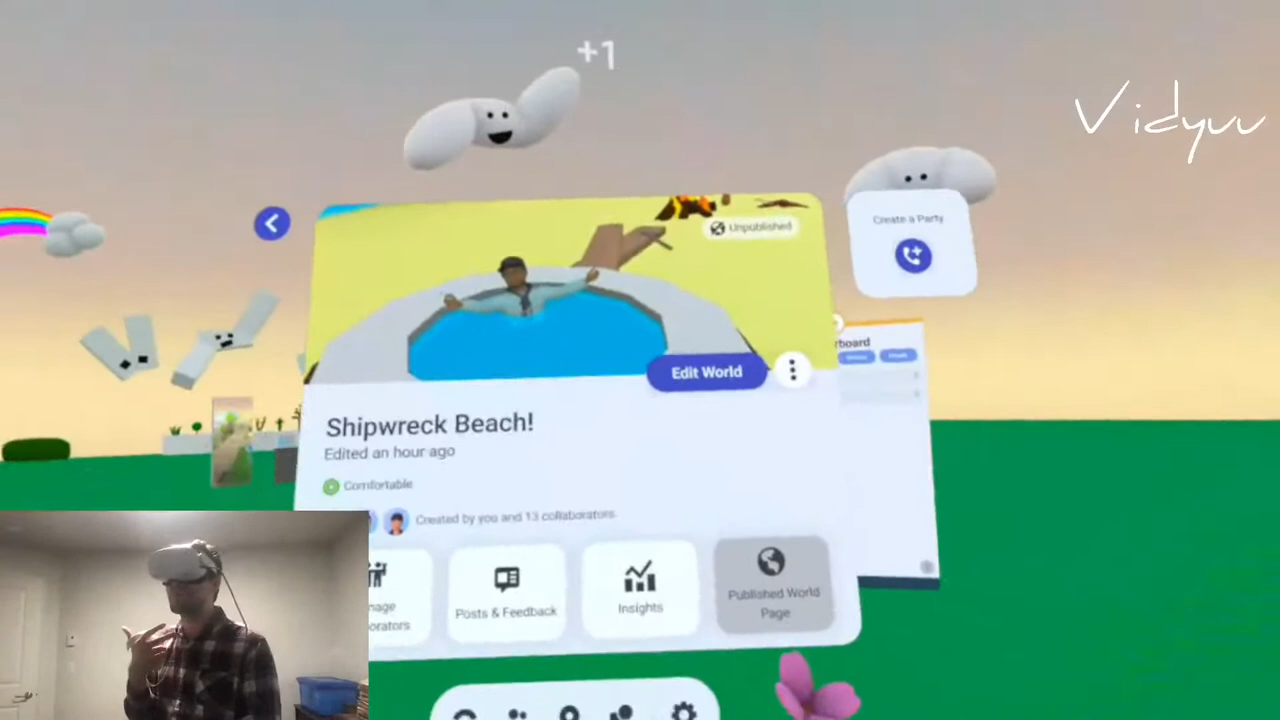 +1
Vidyuu
Create a Party
Unpublished
Edit World
Shipwreck Beach!
Edited an hour ago
Comfortable
Created by you and 13 collaborators.
Posts & Feedback
Insights
Published World
Page